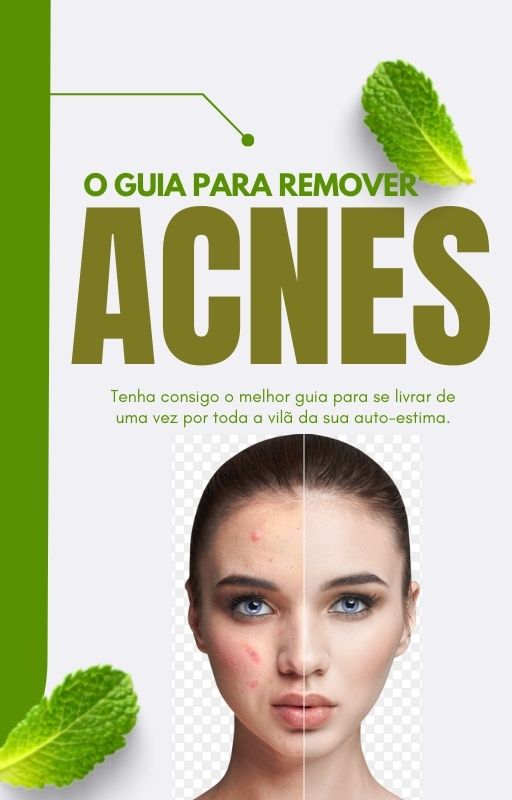 O GUIA PARA REMOVER
ACNES
Tenha consigo o melhor guia para se livrar de
uma vez por toda a vilã da sua auto-estima.